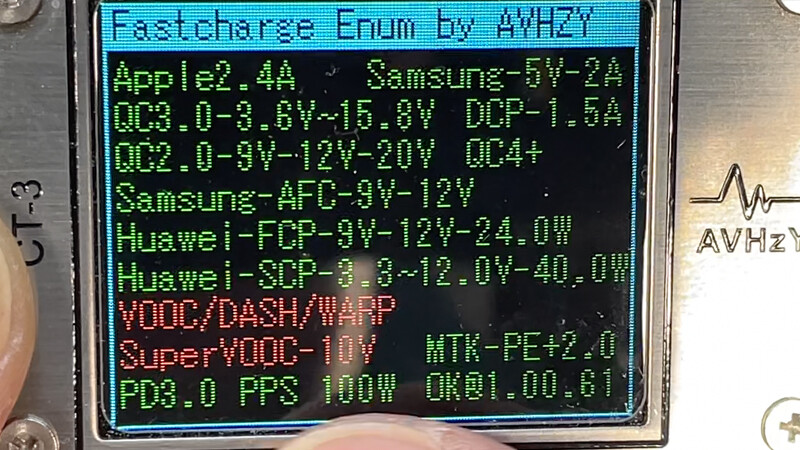 Fastcharge Enum by AVHZY
Apple2.4A Samsung-5V-2A
QC3.0-3.6V~15.8V DCP-1.5A
QC2.0-9V-12V-20V QC4+
Samsung-AFC-9V-12V
Huawei-FCP-9V-12V-24.0W
Huawei-SCP-3.3~12.0V-40,0W
VOOC/DASH/WARP
SuperVOOC-10V MTK-PE+2.0
PD3.0 PPS 100W OK@1.00.61
CT-3
AVHzY